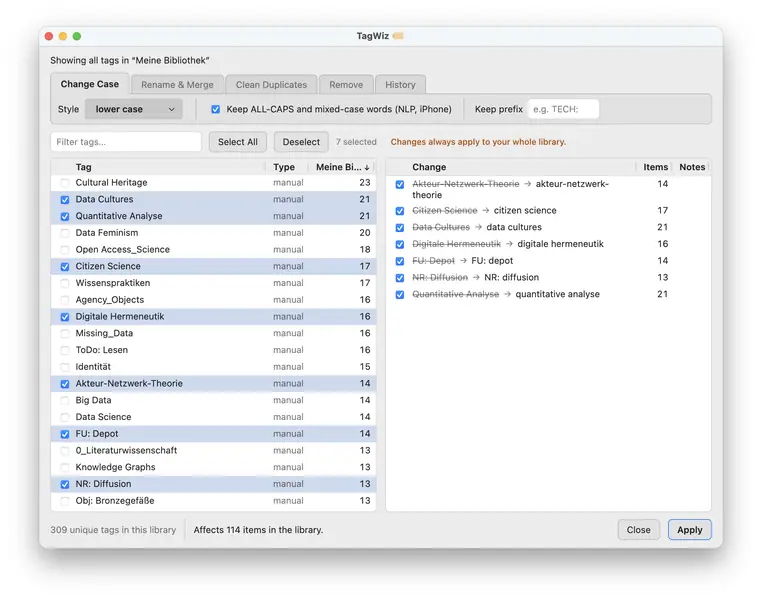 TagWiz
Showing all tags in “Meine Bibliothek”
Change Case Rename & Merge Clean Duplicates Remove History
Style lower case Keep ALL-CAPS and mixed-case words (NLP, iPhone) Keep prefix e.g. TECH;
Filter tags... Select All Deselect 7 selected Changes always apply to your whole library.
Tag Type Meine Bi...
Cultural Heritage manual 23
Data Cultures manual 21
Quantitative Analyse manual 21
Data Feminism manual 20
Open Access_Science manual 18
Citizen Science manual 17
Wissenspraktiken manual 17
Agency_Objects manual 16
Digitale Hermeneutik manual 16
Missing_Data manual 16
ToDo: Lesen manual 16
Identität manual 15
Akteur-Netzwerk-Theorie manual 14
Big Data manual 14
Data Science manual 14
FU: Depot manual 14
0_Literaturwissenschaft manual 13
Knowledge Graphs manual 13
NR: Diffusion manual 13
Obj: Bronzegefäße manual 13
Change Items Notes
Akteur-Netzwerk-Theorie → akteur-netzwerk- 14
theorie
Citizen Science → citizen science 17
Data Cultures → data cultures 21
Digitale Hermeneutik → digitale hermeneutik 16
FU: Depot → FU: depot 14
NR: Diffusion → NR: diffusion 13
Quantitative Analyse → quantitative analyse 21
309 unique tags in this library Affects 114 items in the library. Close Apply